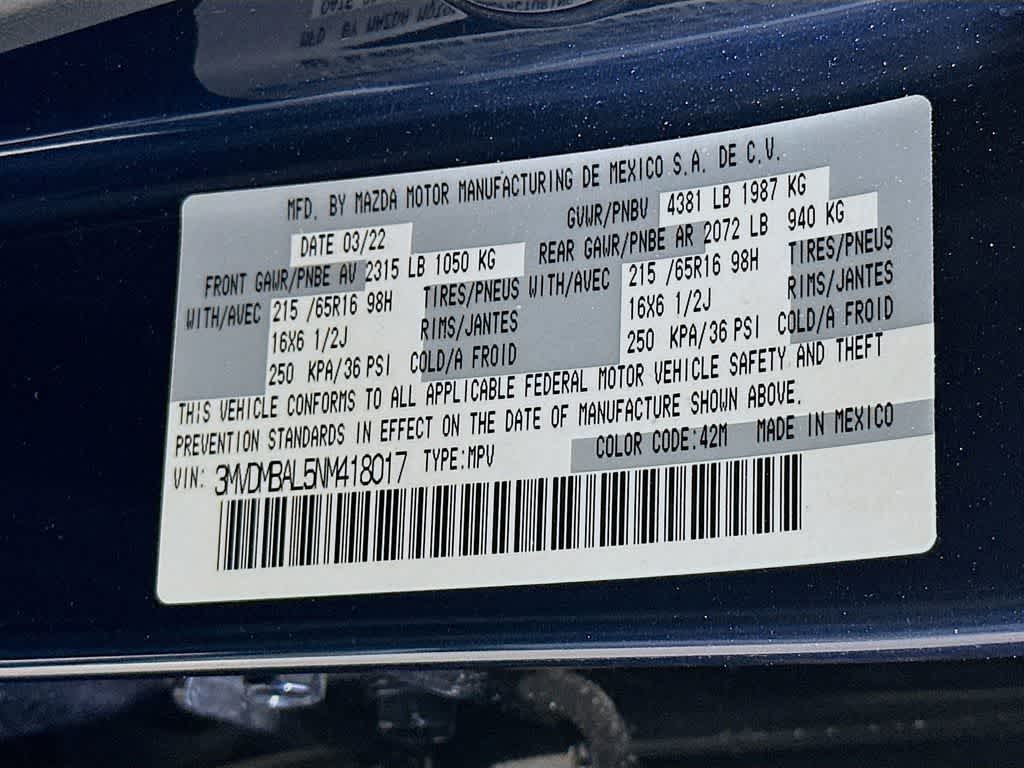 MFD. BY MAZDA MOTOR MANUFACTURING DE MEXICO S.A. DE C.V.
DATE 03/22 GVWR/PNBV 4381 LB 1987 KG
FRONT GAWR/PNBE AV 2315 LB 1050 KG REAR GAWR/PNBE AR 2072 LB 940 KG
WITH/AVEC 215 /65R16 98H TIRES/PNEUS WITH/AVEC 215 /65R16 98H TIRES/PNEUS
16X6 1/2J RIMS/JANTES 16X6 1/2J RIMS/JANTES
250 KPA/36 PSI COLD/A FROID 250 KPA/36 PSI COLD/A FROID
THIS VEHICLE CONFORMS TO ALL APPLICABLE FEDERAL MOTOR VEHICLE SAFETY AND THEFT
PREVENTION STANDARDS IN EFFECT ON THE DATE OF MANUFACTURE SHOWN ABOVE.
VIN: 3MVDMBAL5NM418017 TYPE:MPV COLOR CODE:42M MADE IN MEXICO